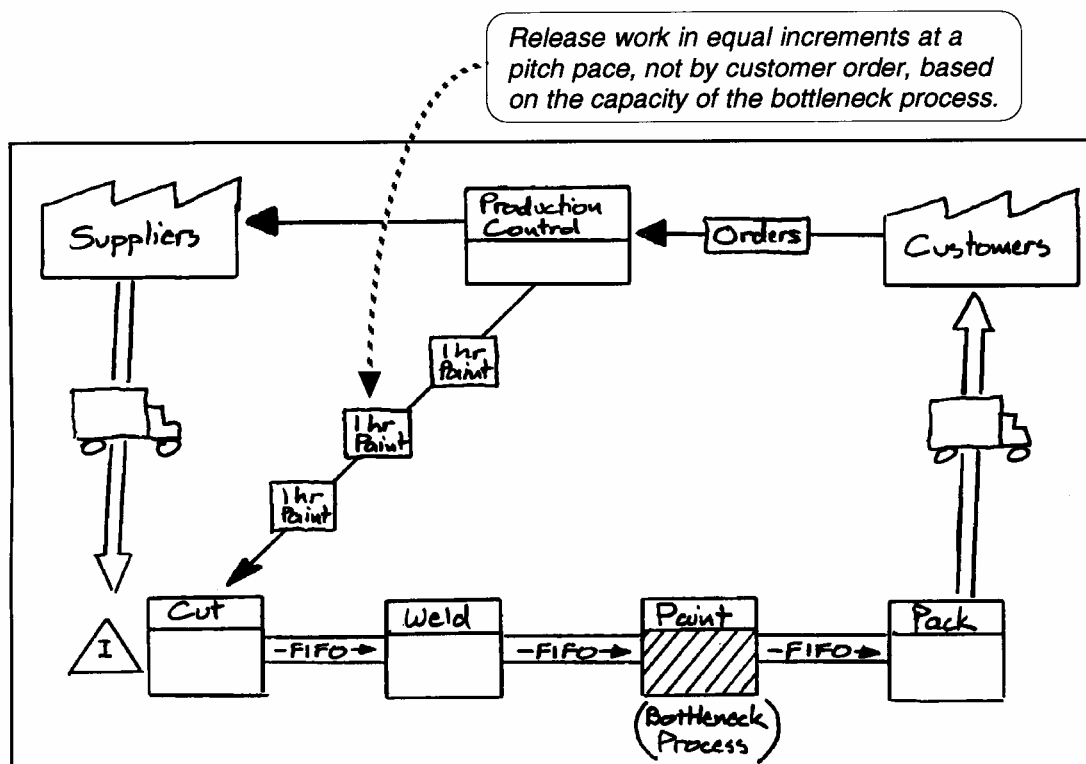 Release work in equal increments at a
pitch pace, not by customer order, based
on the capacity of the bottleneck process.
Suppliers
Production
Control
Orders
Customers
1 hr
Paint
1 hr
Paint
1 hr
Paint
I
Cut
-FIFO→
Weld
-FIFO→
Paint
-FIFO→
Pack
(Bottleneck
Process)